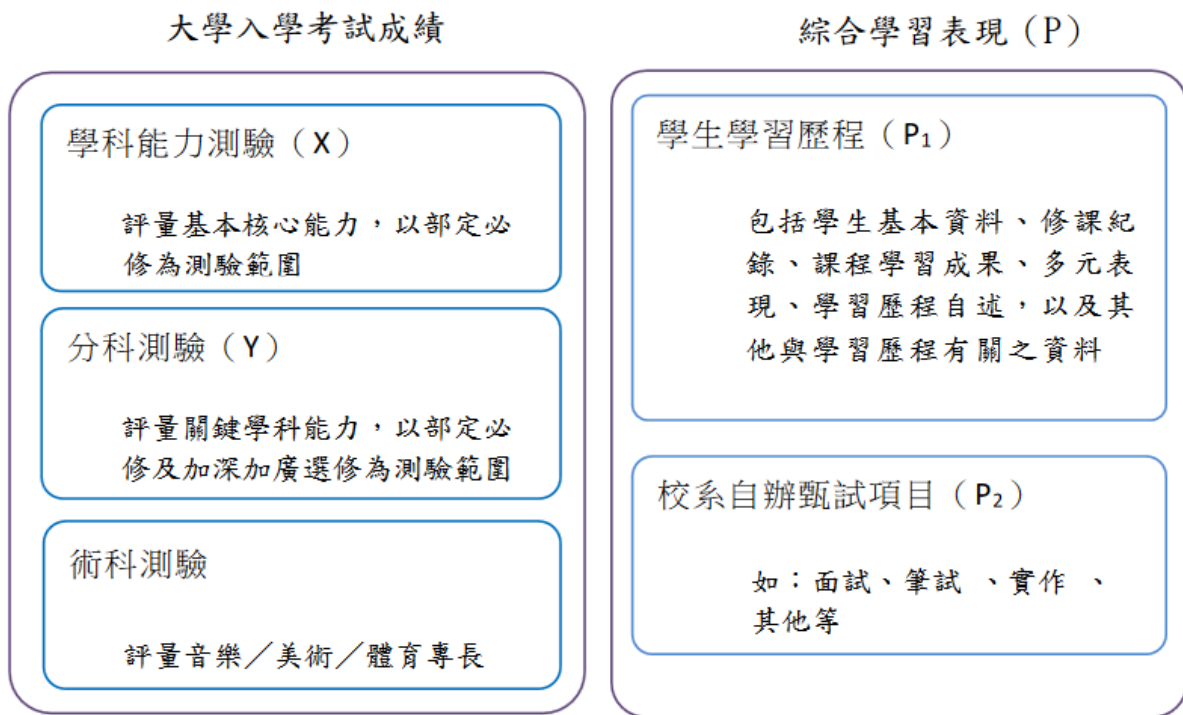 大學入學考試成績
學科能力測驗（X）
評量基本核心能力，以部定必
修為測驗範圍
分科測驗（Y）
評量關鍵學科能力，以部定必
修及加深加廣選修為測驗範圍
術科測驗
評量音樂／美術／體育專長
綜合學習表現（P）
學生學習歷程（P₁）
包括學生基本資料、修課紀
錄、課程學習成果、多元表
現、學習歷程自述，以及其
他與學習歷程有關之資料
校系自辦甄試項目（P₂）
如：面試、筆試 、實作 、
其他等